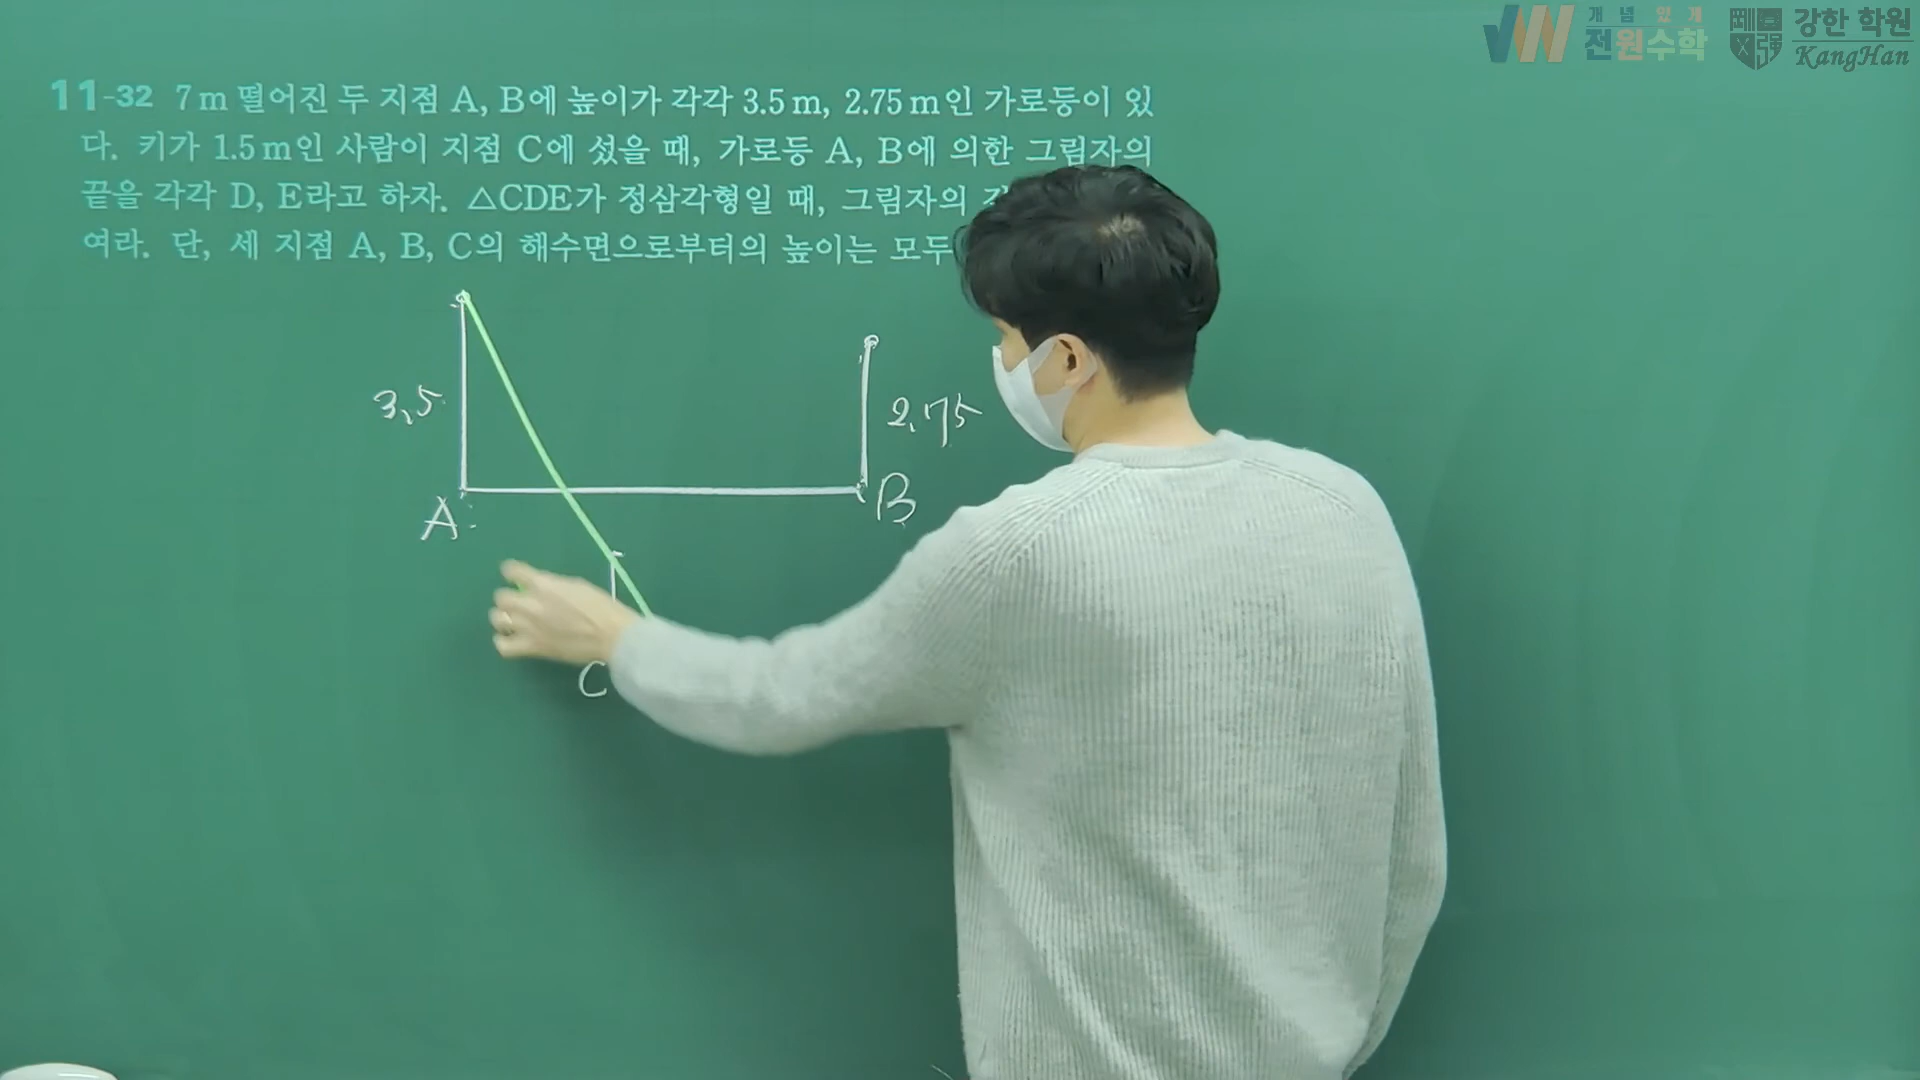 개념있게
전원수학
강한 학원
KangHan
11-32 7 m 떨어진 두 지점 A, B에 높이가 각각 3.5 m, 2.75 m인 가로등이 있
다. 키가 1.5 m인 사람이 지점 C에 섰을 때, 가로등 A, B에 의한 그림자의
끝을 각각 D, E라고 하자. △CDE가 정삼각형일 때, 그림자의
여라. 단, 세 지점 A, B, C의 해수면으로부터의 높이는 모두
3.5
2.75
A
B
C